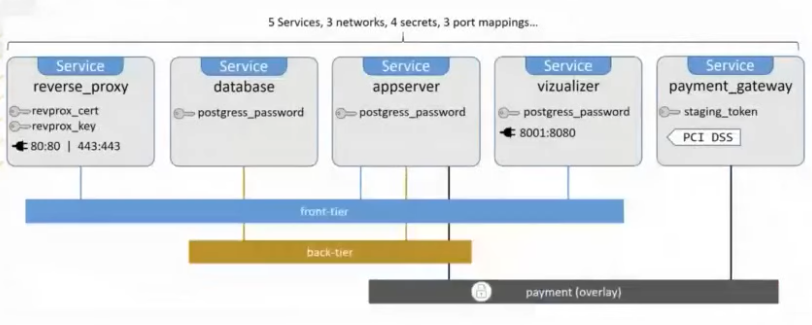 5 Services, 3 networks, 4 secrets, 3 port mappings...
Service
reverse_proxy
revprox_cert
revprox_key
80:80 | 443:443
Service
database
postgress_password
Service
appserver
postgress_password
Service
vizualizer
postgress_password
8001:8080
Service
payment_gateway
staging_token
PCI DSS
front-tier
back-tier
payment (overlay)